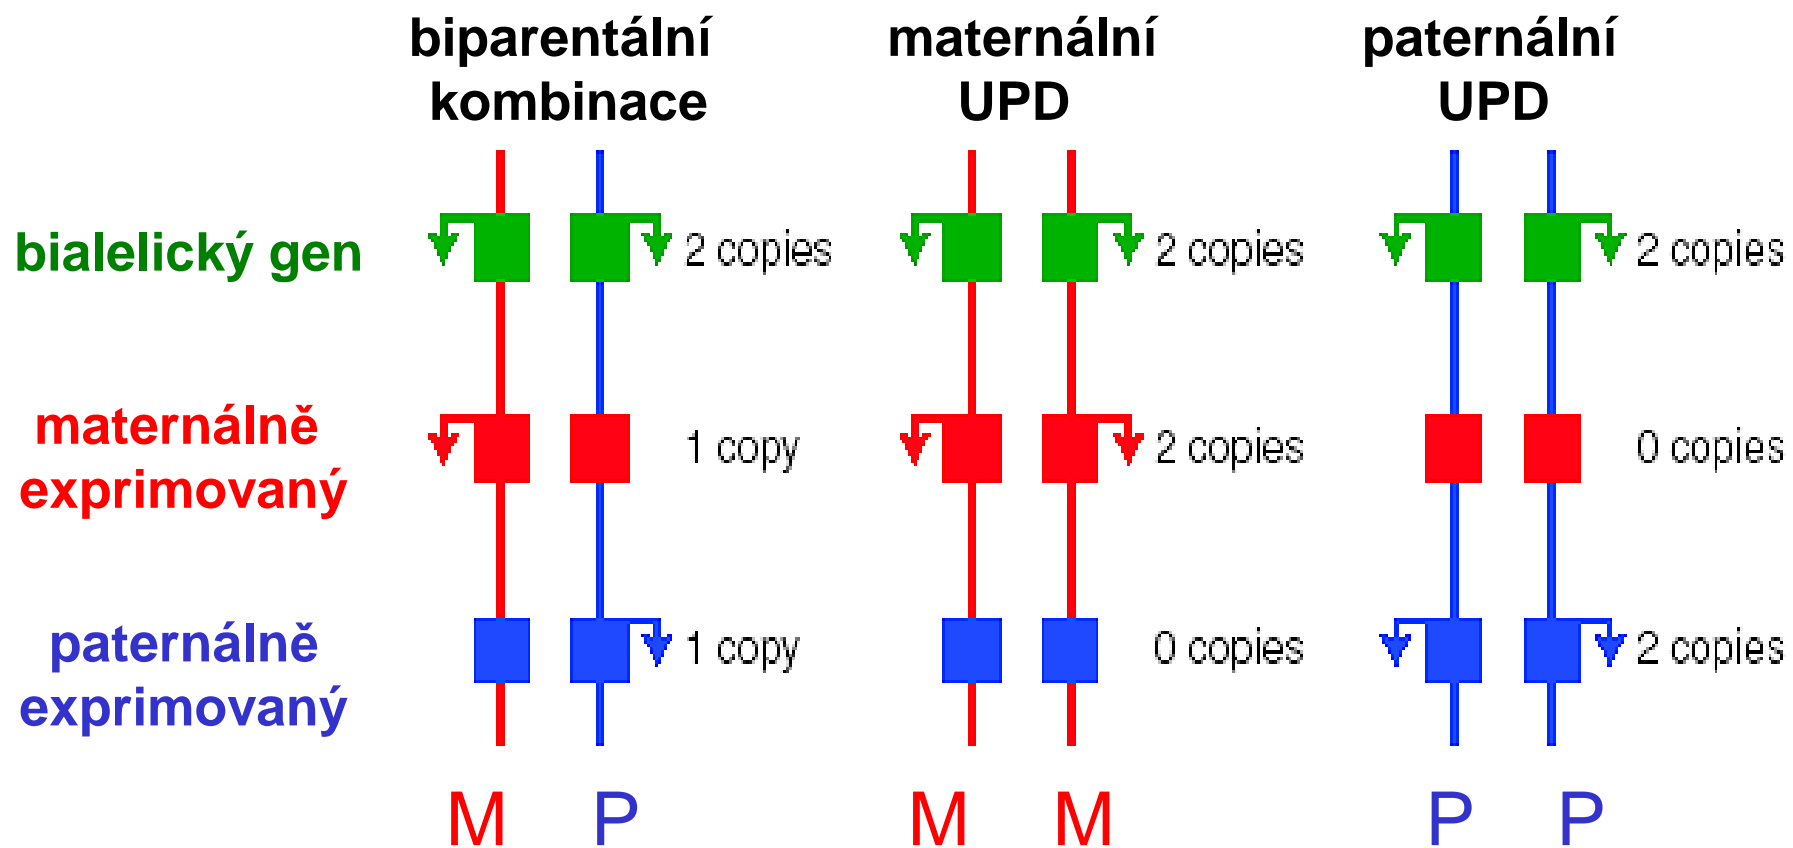 biparentální
kombinace
maternální
UPD
paternální
UPD
bialelický gen
2 copies
2 copies
2 copies
maternálně
exprimovaný
1 copy
2 copies
0 copies
paternálně
exprimovaný
1 copy
0 copies
2 copies
M P
M M
P P